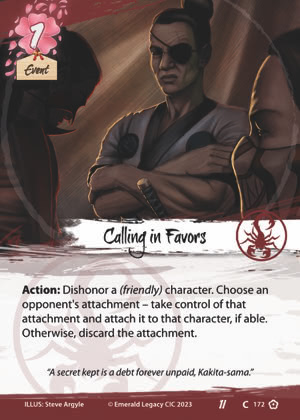 1
Event
Calling in Favors
Action: Dishonor a (friendly) character. Choose an
opponent's attachment – take control of that
attachment and attach it to that character, if able.
Otherwise, discard the attachment.
"A secret kept is a debt forever unpaid, Kakita-sama."
ILLUS: Steve Argyle © Emerald Legacy CIC 2023 C 172